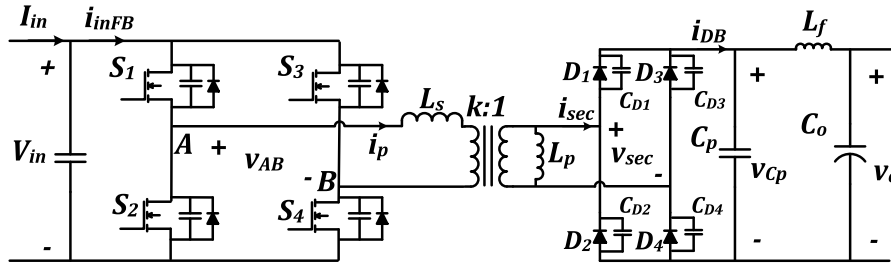 I_in
i_inFB
+
S_1
S_3
V_in
A
+
v_AB
-
B
S_2
S_4
-
i_p
L_s
k:1
L_p
i_sec
+
v_sec
-
D_1
C_D1
D_3
C_D3
D_2
C_D2
D_4
C_D4
i_DB
C_p
+
v_Cp
-
L_f
C_o
+
-